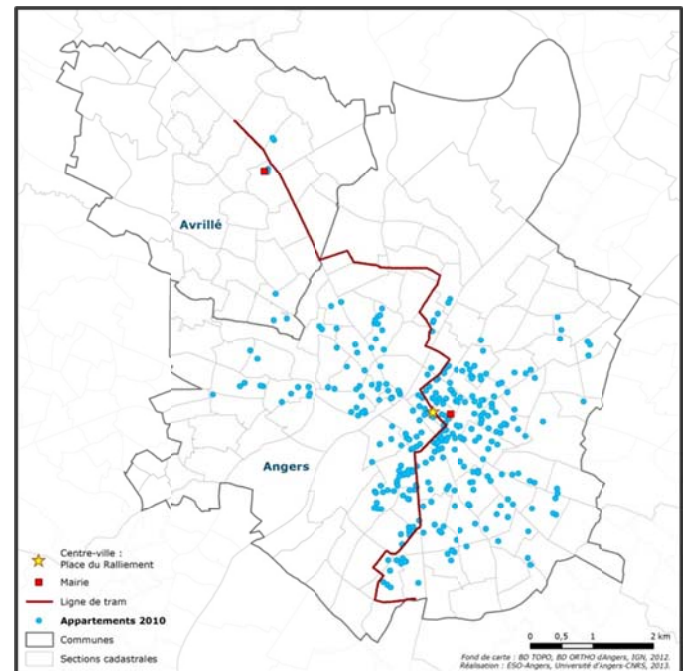 Avrillé
Angers
Centre-ville :
Place du Ralliement
Mairie
Ligne de tram
Appartements 2010
Communes
Sections cadastrales
0 0,5 1 2 km
Fond de carte : BD TOPO, BD ORTHO d'Angers, IGN, 2012.
Réalisation : ESO-Angers, Université d'Angers-CNRS, 2013.